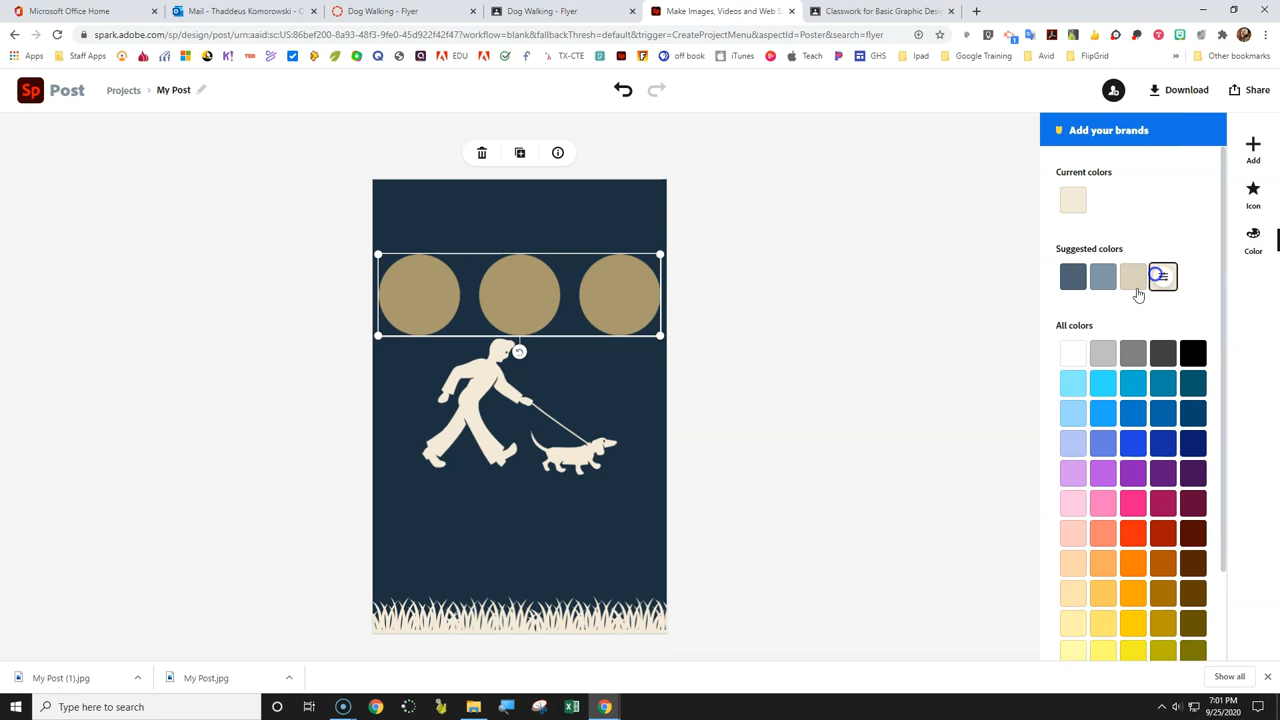 Microsoft Office Home
Mail - Thaddeus Komorowski - C
Dog Walking - Flyer
Dog Walking - Flyer
Make Images, Videos and Web S
Classwork for Basic Graphic Des
spark.adobe.com/sp/design/post/urn:aaid:sc:US:86bef200-8a93-48f3-9fe0-45d922f42f47?workflow=blank&fallbackThresh=default&trigger=CreateProjectMenu&aspectId=Poster&search=flyer
Apps
Staff Apps
K!
TED
EDU
TX-CTE
off book
iTunes
Teach
GHS
Ipad
Google Training
Avid
FlipGrid
»
Other bookmarks
Sp Post
Projects > My Post
Download
Share
Add your brands
Current colors
Suggested colors
All colors
Add
Icon
Color
My Post (1).jpg
My Post.jpg
Show all
Type here to search
7:01 PM
9/25/2020